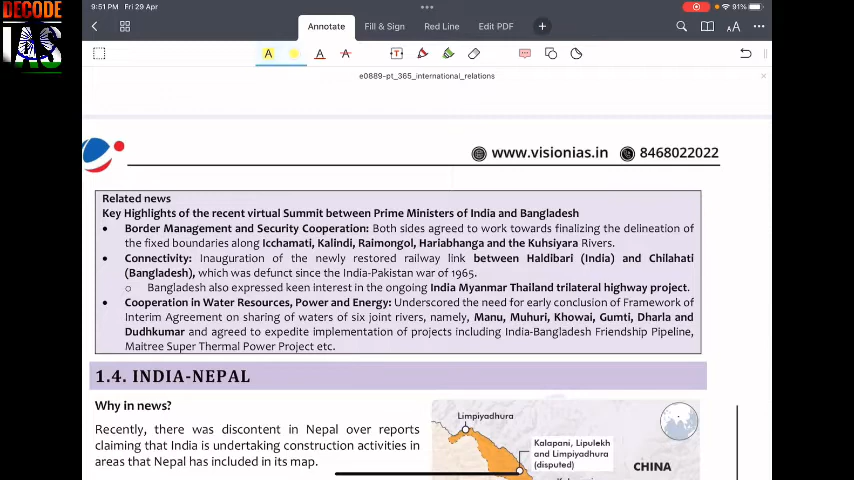 DECODE
IAS
9:51 PM Fri 29 Apr
91%
Annotate
Fill & Sign
Red Line
Edit PDF
AA
A
A
A
T
e0889-pt_365_international_relations
www.visionias.in
8468022022
Related news
Key Highlights of the recent virtual Summit between Prime Ministers of India and Bangladesh
• Border Management and Security Cooperation: Both sides agreed to work towards finalizing the delineation of
the fixed boundaries along Icchamati, Kalindi, Raimongol, Hariabhanga and the Kuhsiyara Rivers.
• Connectivity: Inauguration of the newly restored railway link between Haldibari (India) and Chilahati
(Bangladesh), which was defunct since the India-Pakistan war of 1965.
o Bangladesh also expressed keen interest in the ongoing India Myanmar Thailand trilateral highway project.
• Cooperation in Water Resources, Power and Energy: Underscored the need for early conclusion of Framework of
Interim Agreement on sharing of waters of six joint rivers, namely, Manu, Muhuri, Khowai, Gumti, Dharla and
Dudhkumar and agreed to expedite implementation of projects including India-Bangladesh Friendship Pipeline,
Maitree Super Thermal Power Project etc.
1.4. INDIA-NEPAL
Why in news?
Recently, there was discontent in Nepal over reports
claiming that India is undertaking construction activities in
areas that Nepal has included in its map.
Limpiyadhura
Kalapani, Lipulekh
and Limpiyadhura
(disputed)
CHINA